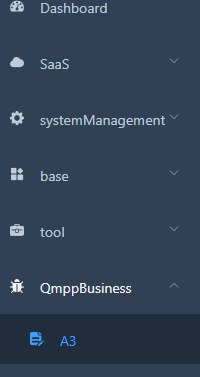 Dashboard
SaaS
systemManagement
base
tool
QmppBusiness
A3